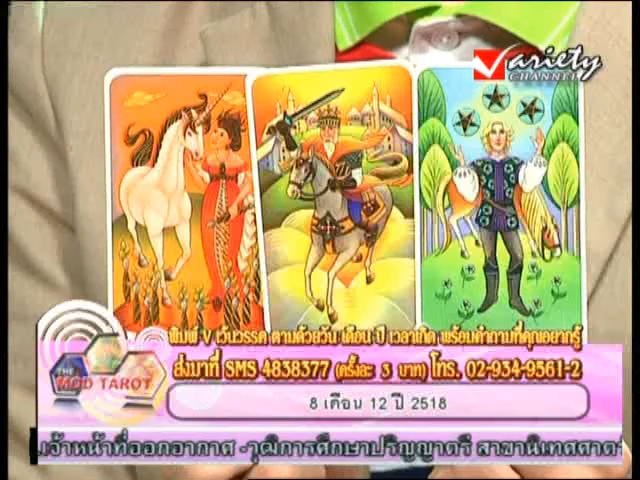 Variety
CHANNEL
พิมพ์ V เว้นวรรค ตามด้วยวัน เดือน ปี เวลาเกิด พร้อมคำถามที่คุณอยากรู้
THE
MOD TAROT
ส่งมาที่ SMS 4838377 (ครั้งละ 3 บาท) โทร. 02-934-9561-2
8 เดือน 12 ปี 2518
เจ้าหน้าที่ออกอากาศ -วุฒิการศึกษาปริญญาตรี สาขานิเทศศาสตร